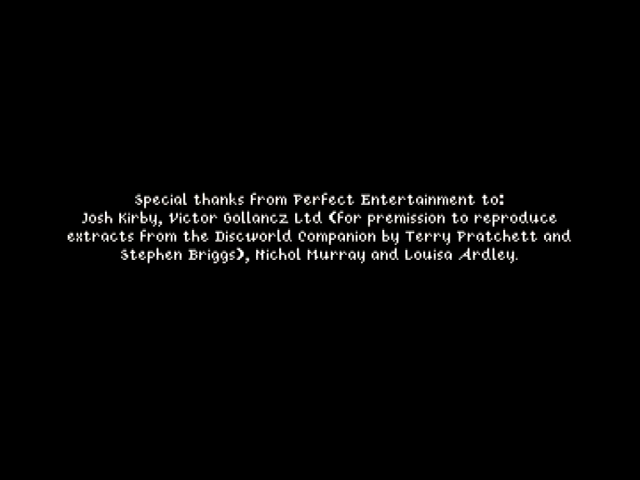 Special thanks from Perfect Entertainment to:
Josh Kirby, Victor Gollancz Ltd (for premission to reproduce
extracts from the Discworld Companion by Terry Pratchett and
Stephen Briggs), Nichol Murray and Louisa Ardley.